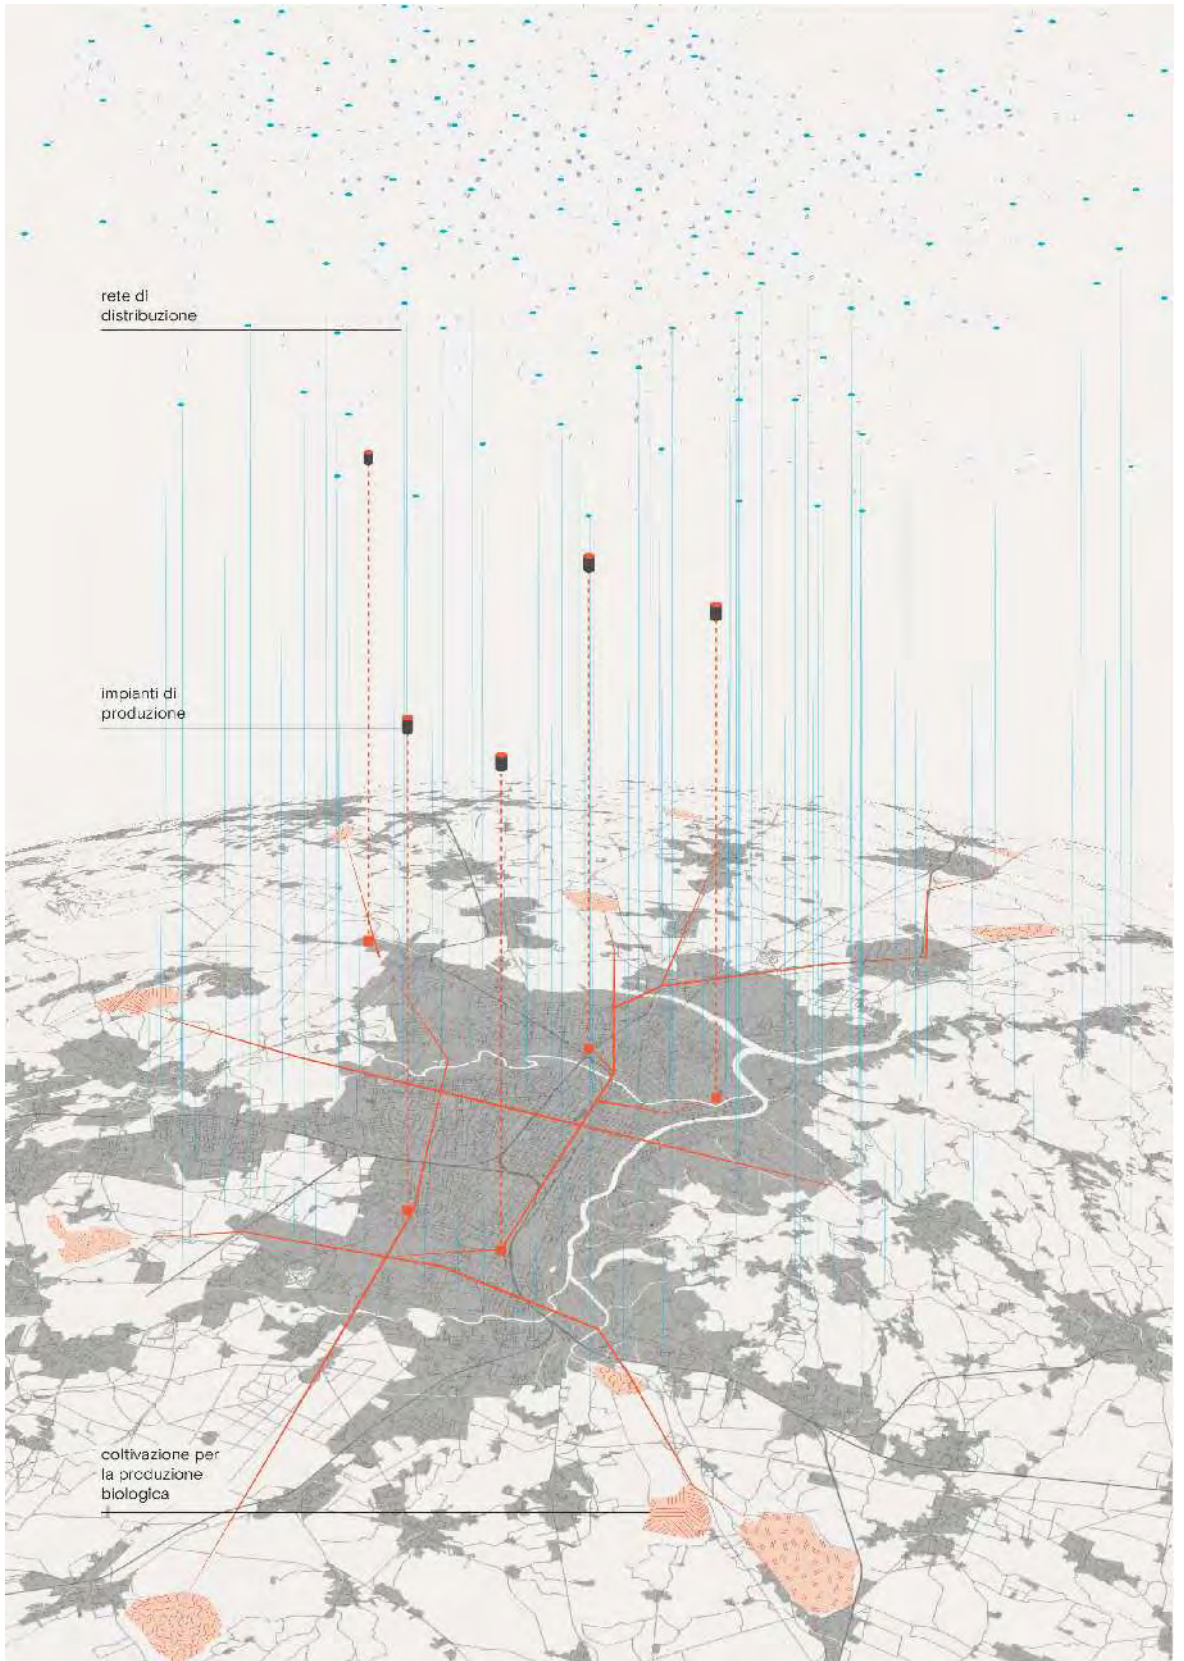 rete di
distribuzione
impianti di
produzione
coltivazione per
la produzione
biologica